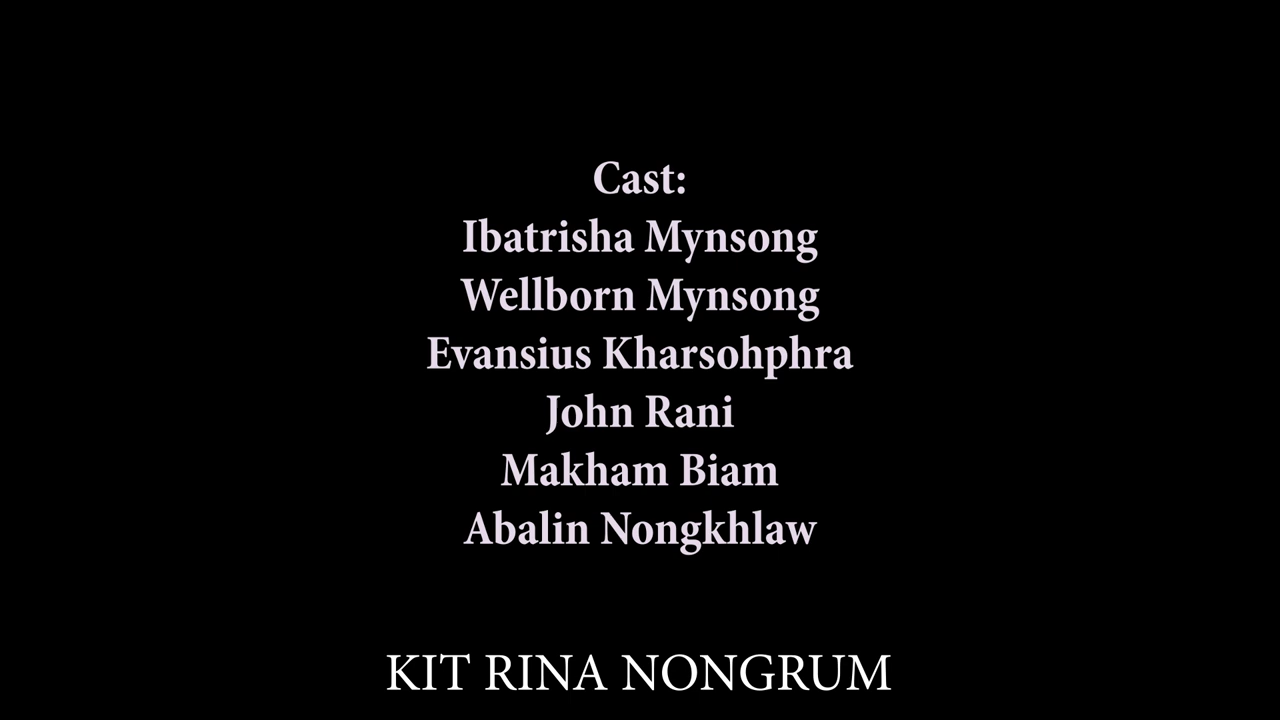 Cast:
Ibatrisha Mynsong
Wellborn Mynsong
Evansius Kharsohphra
John Rani
Makham Biam
Abalin Nongkhlaw
KIT RINA NONGRUM